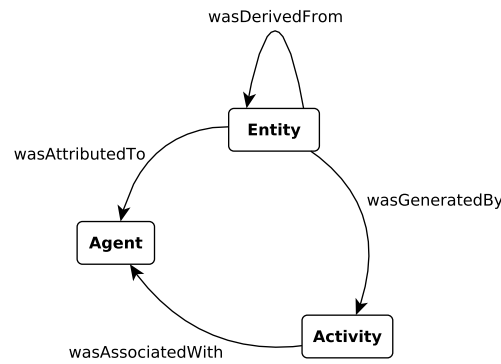 wasDerivedFrom
Entity
wasAttributedTo
wasGeneratedBy
Agent
Activity
wasAssociatedWith